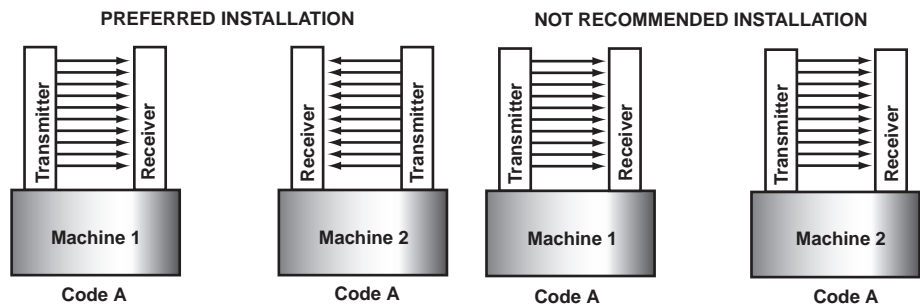 PREFERRED INSTALLATION
NOT RECOMMENDED INSTALLATION
Transmitter
Receiver
Receiver
Transmitter
Transmitter
Receiver
Transmitter
Receiver
Machine 1
Machine 2
Machine 1
Machine 2
Code A
Code A
Code A
Code A